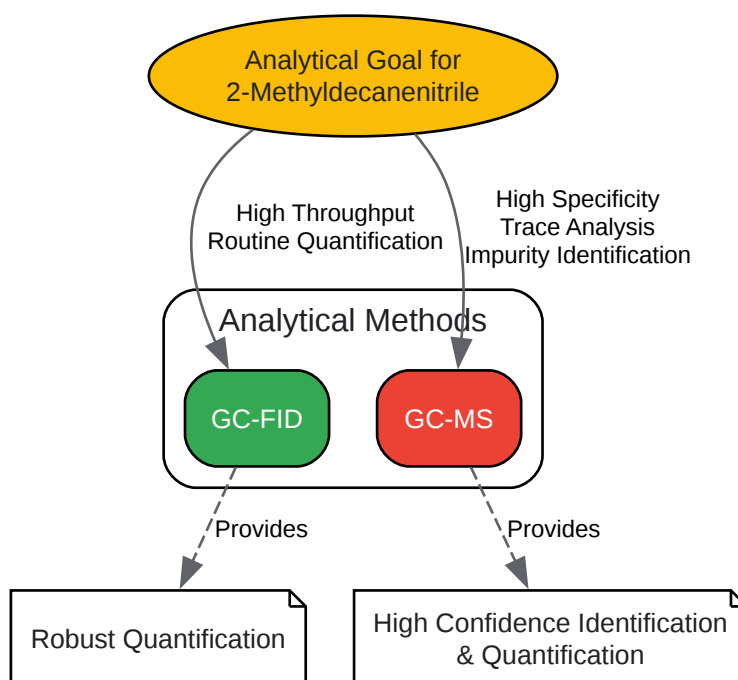 Analytical Goal for
2-Methyldecanenitrile
High Throughput
Routine Quantification
High Specificity
Trace Analysis
Impurity Identification
Analytical Methods
GC-FID
GC-MS
Provides
Provides
Robust Quantification
High Confidence Identification
& Quantification